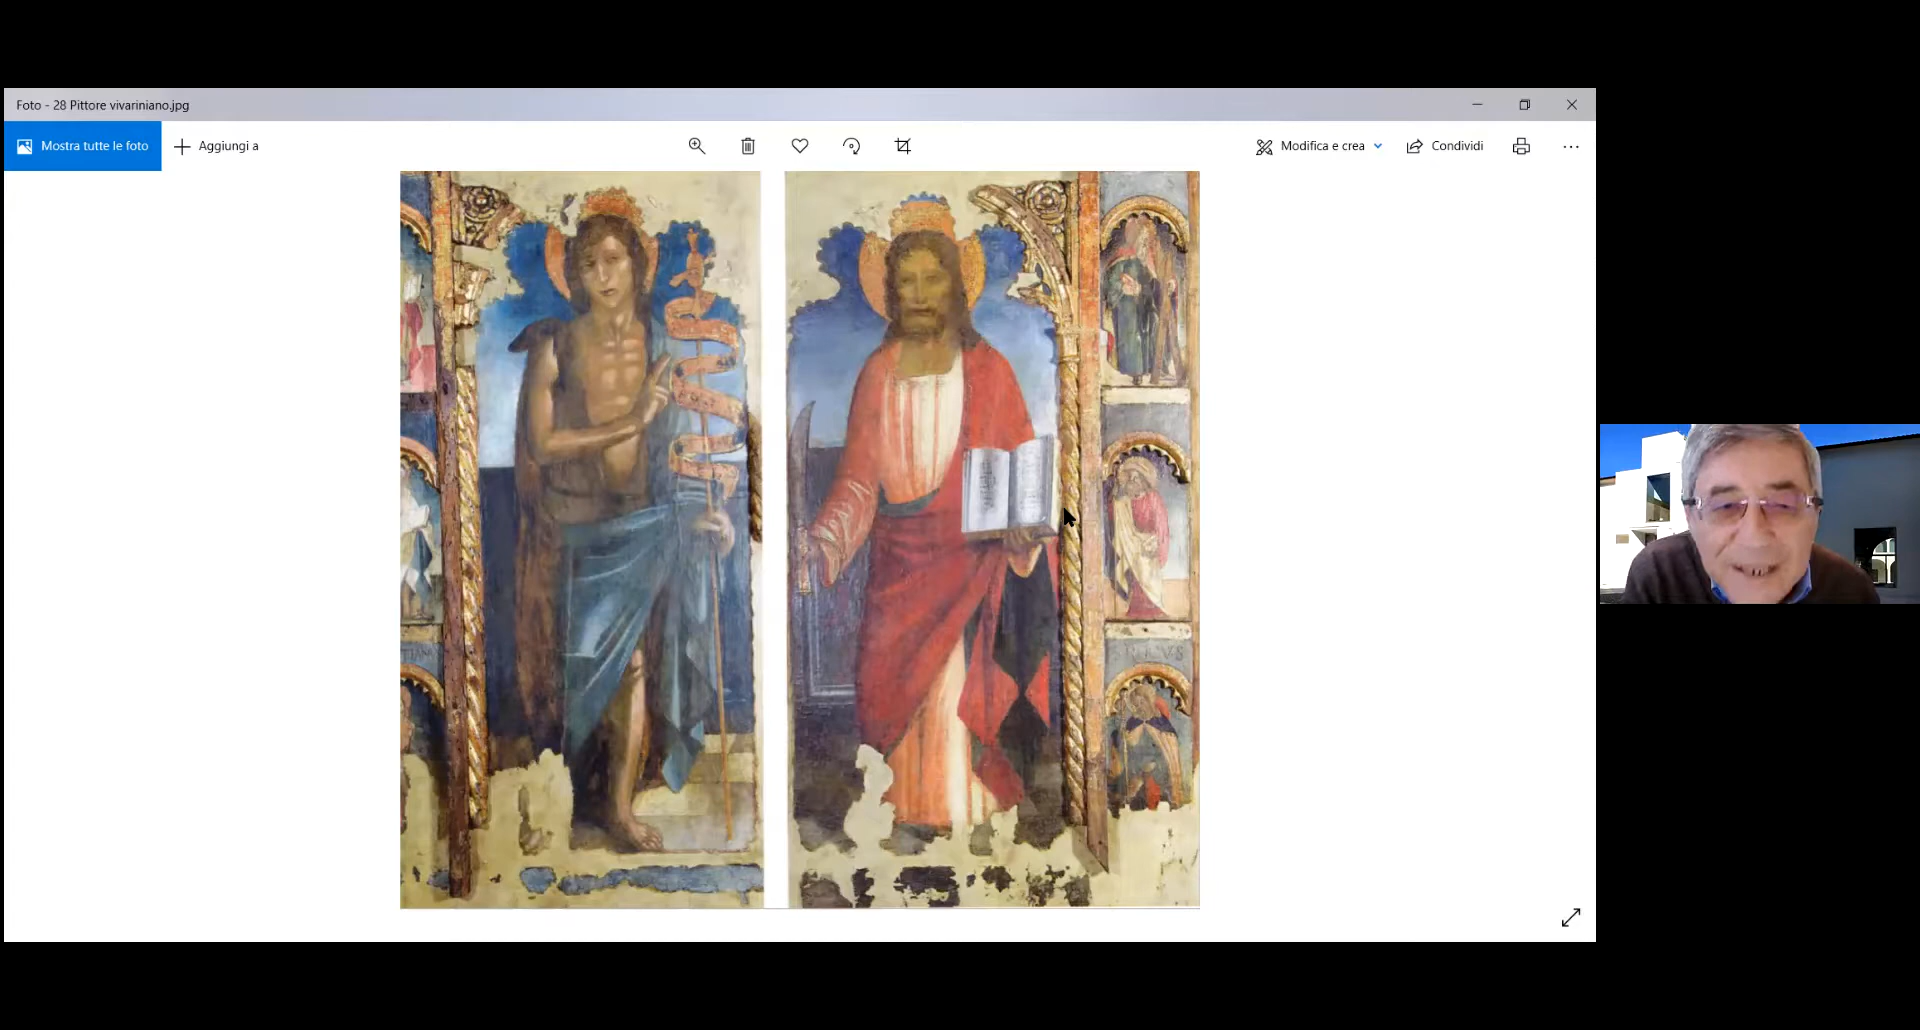 Foto - 28 Pittore vivariniano.jpg
Mostra tutte le foto
Aggiungi a
Modifica e crea
Condividi